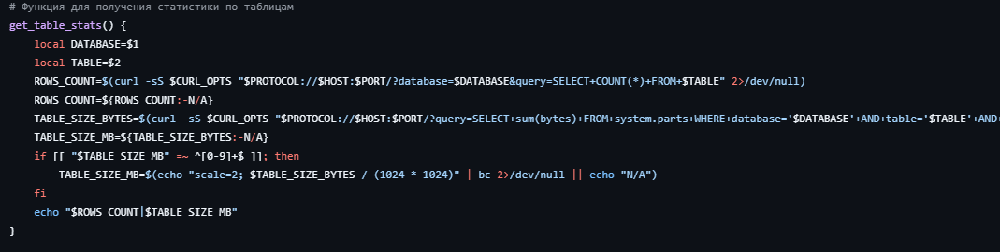 # Функция для получения статистики по таблицам
get_table_stats() {
    local DATABASE=$1
    local TABLE=$2
    ROWS_COUNT=$(curl -sS $CURL_OPTS "$PROTOCOL://$HOST:$PORT/?database=$DATABASE&query=SELECT+COUNT(*)+FROM+$TABLE" 2>/dev/null)
    ROWS_COUNT=${ROWS_COUNT:-N/A}
    TABLE_SIZE_BYTES=$(curl -sS $CURL_OPTS "$PROTOCOL://$HOST:$PORT/?query=SELECT+sum(bytes)+FROM+system.parts+WHERE+database='$DATABASE'+AND+table='$TABLE'+AND+
    TABLE_SIZE_MB=${TABLE_SIZE_BYTES:-N/A}
    if [[ "$TABLE_SIZE_MB" =~ ^[0-9]+$ ]]; then
        TABLE_SIZE_MB=$(echo "scale=2; $TABLE_SIZE_BYTES / (1024 * 1024)" | bc 2>/dev/null || echo "N/A")
    fi
    echo "$ROWS_COUNT|$TABLE_SIZE_MB"
}